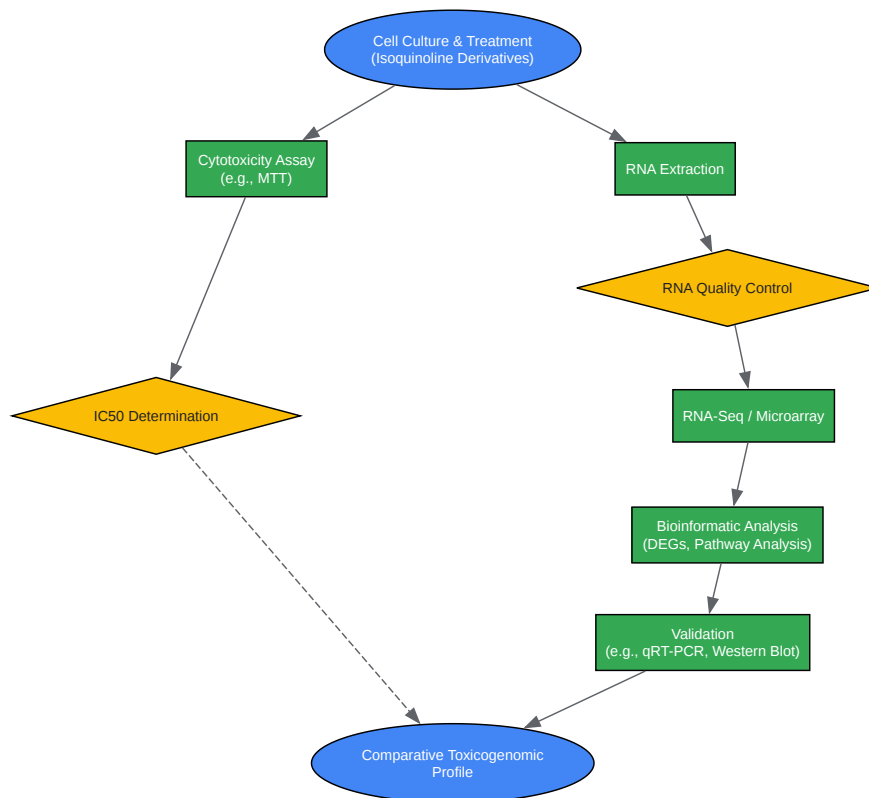 Cell Culture & Treatment
(Isoquinoline Derivatives)
Cytotoxicity Assay
(e.g., MTT)
RNA Extraction
RNA Quality Control
IC50 Determination
RNA-Seq / Microarray
Bioinformatic Analysis
(DEGs, Pathway Analysis)
Validation
(e.g., qRT-PCR, Western Blot)
Comparative Toxicogenomic
Profile